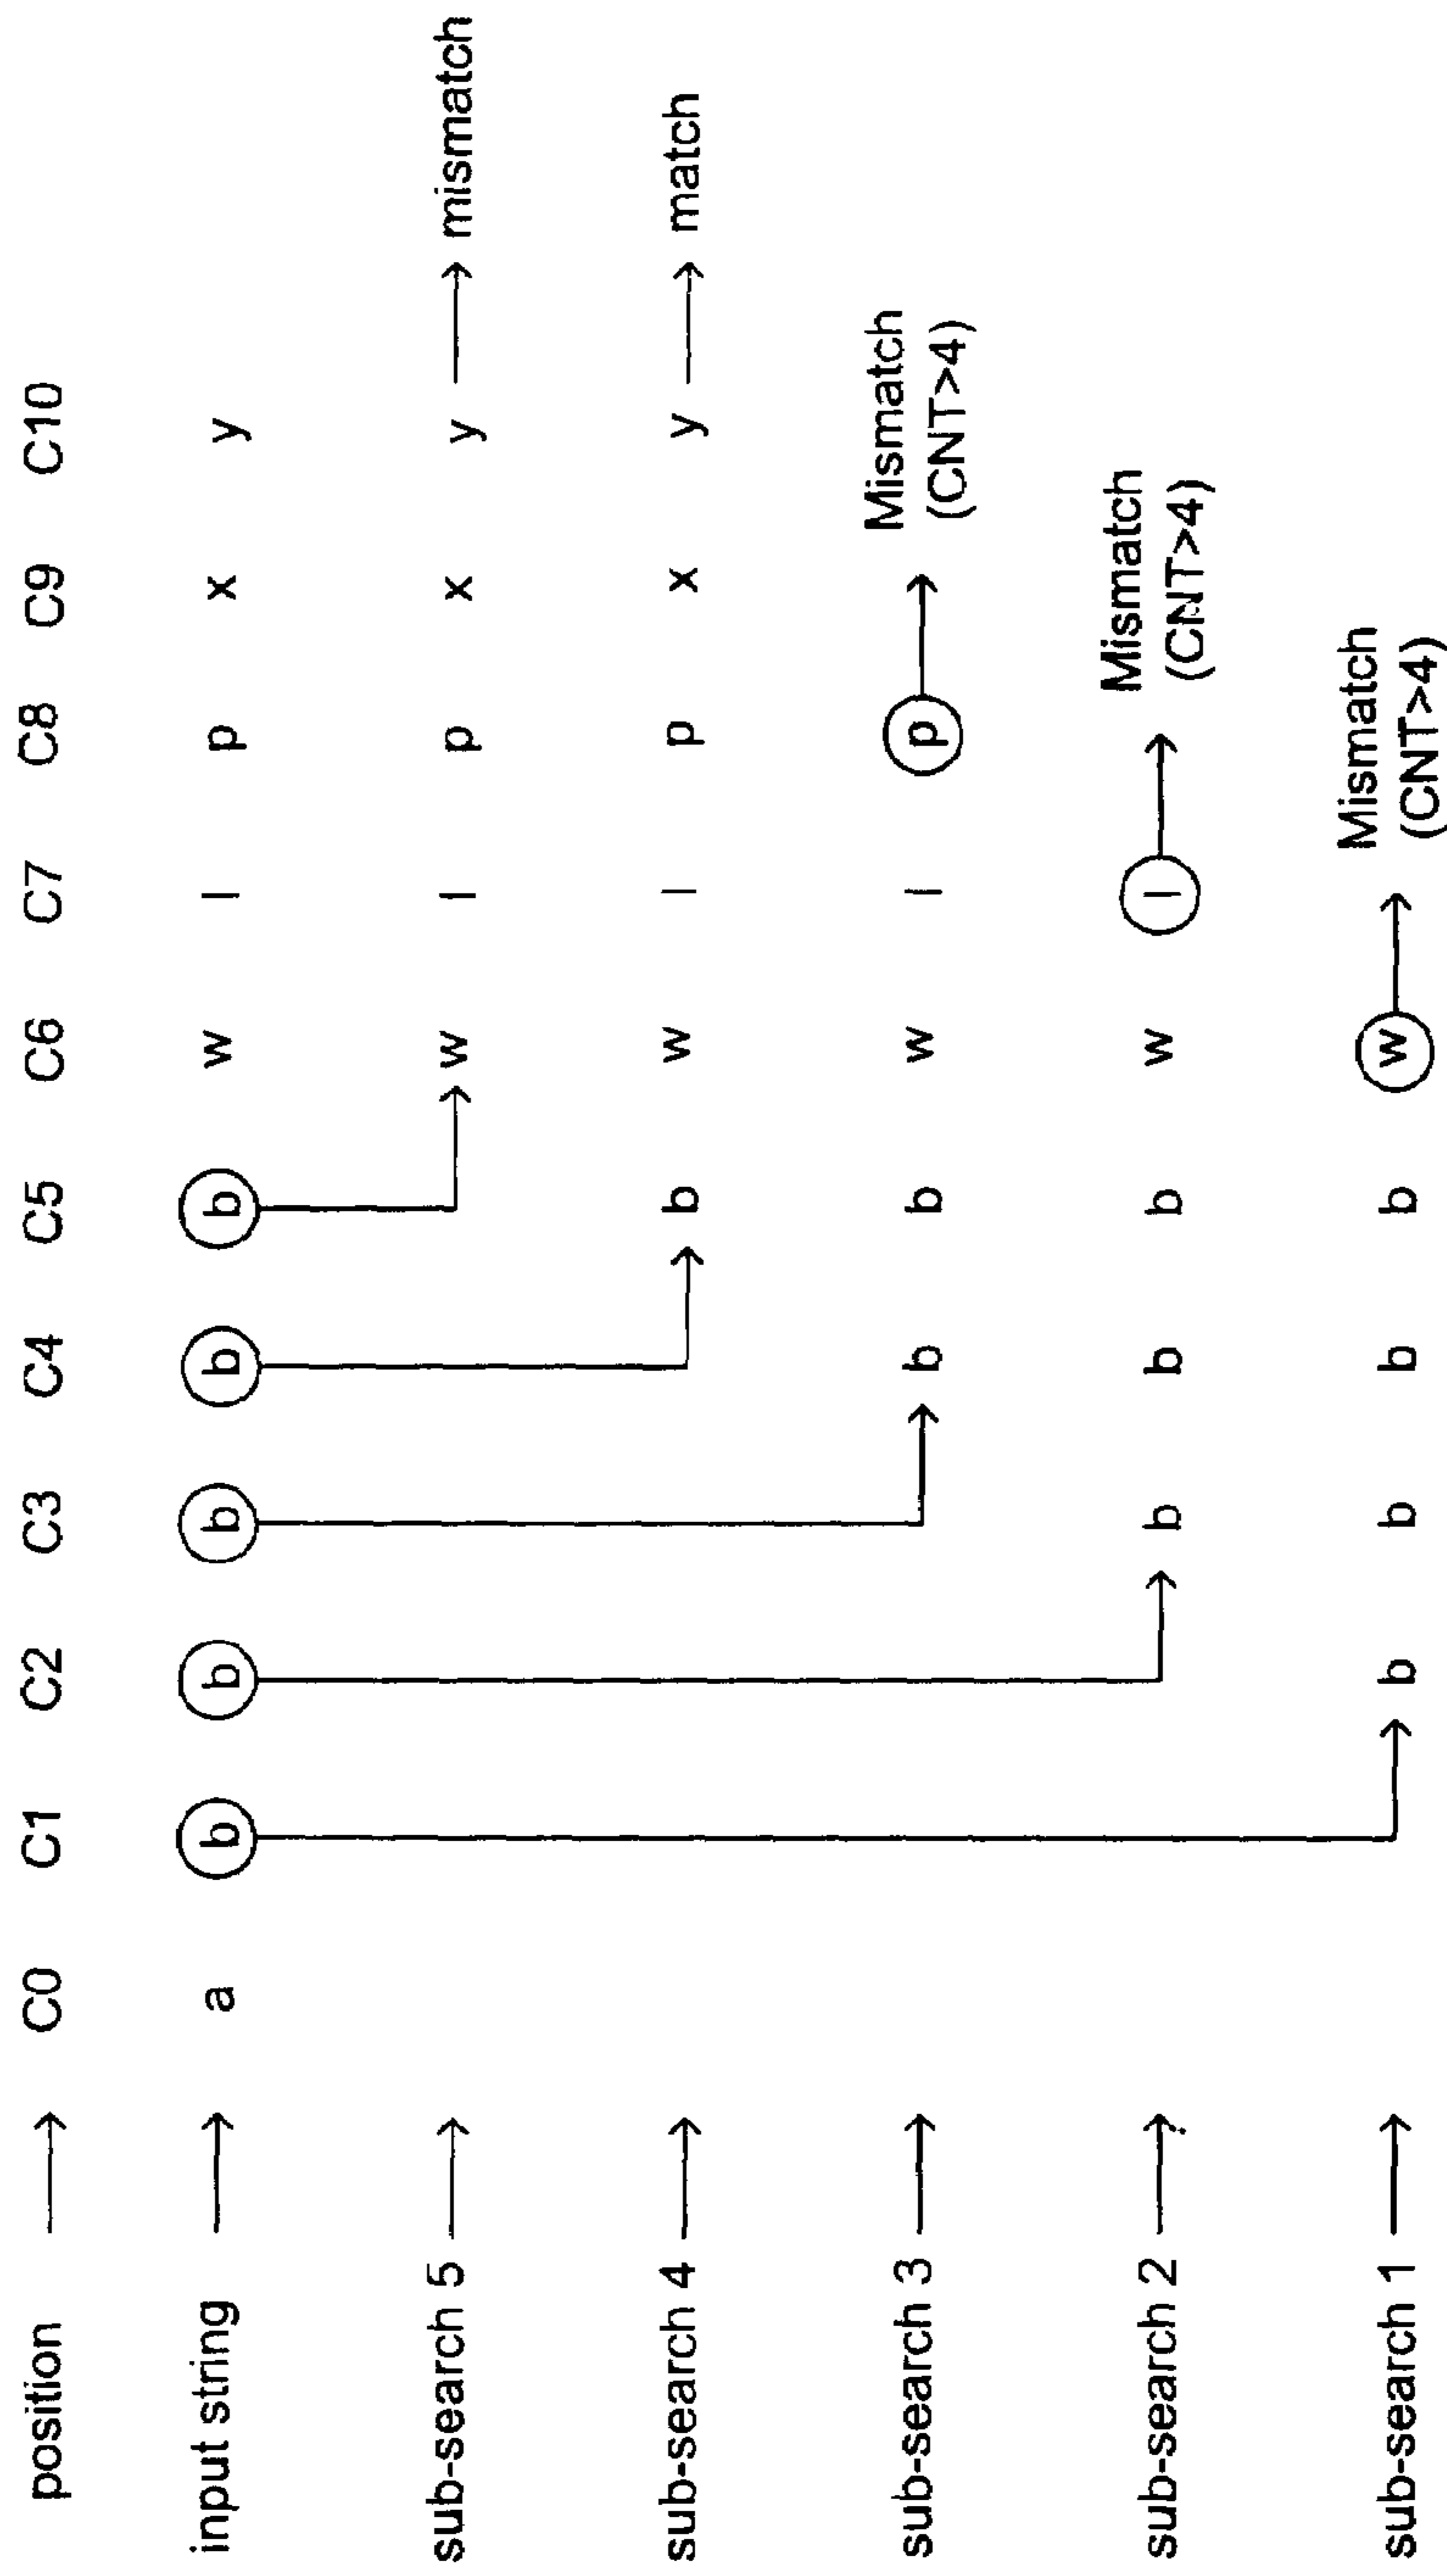 position → C0 C1 C2 C3 C4 C5 C6 C7 C8 C9 C10
input string → a b b b b b w l p x y
sub-search 5 → w l p x y → mismatch
sub-search 4 → b w l p x y → match
sub-search 3 → b b w l p → Mismatch
(CNT>4)
sub-search 2 → b b b w l → Mismatch
(CNT>4)
sub-search 1 → b b b b w → Mismatch
(CNT>4)